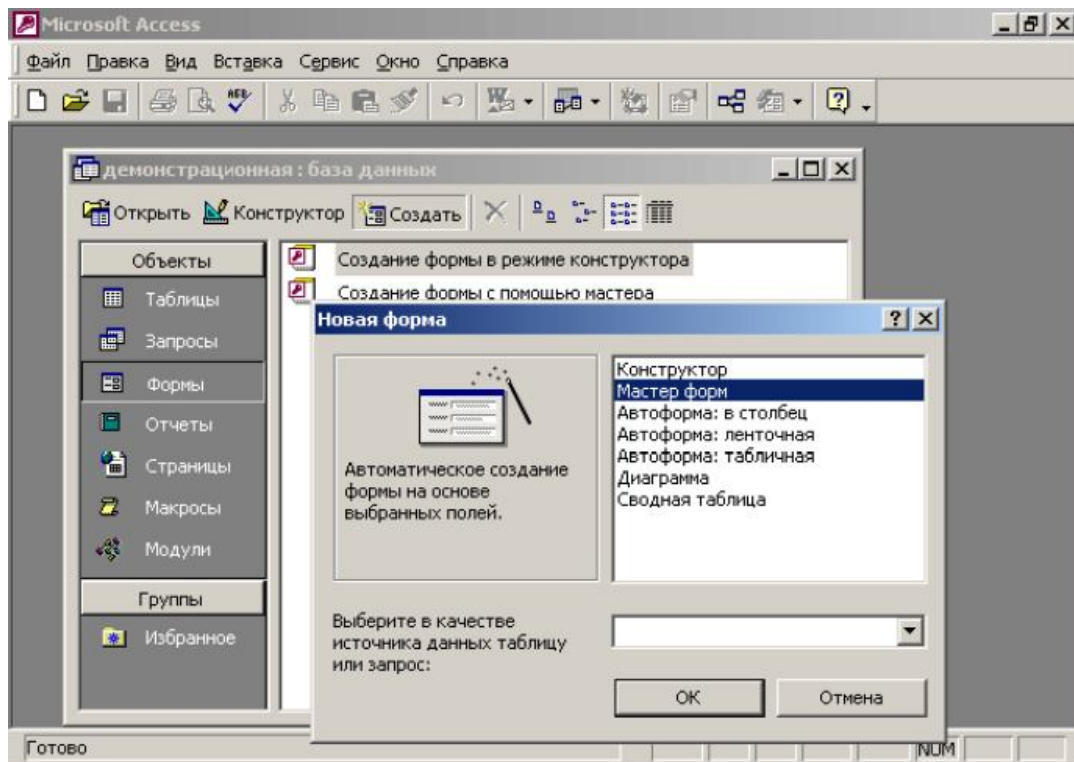 Microsoft Access
Файл Правка Вид Вставка Сервис Окно Справка
демонстрационная : база данных
Открыть Конструктор Создать
Объекты
Таблицы
Запросы
Формы
Отчеты
Страницы
Макросы
Модули
Группы
Избранное
Создание формы в режиме конструктора
Создание формы с помощью мастера
Новая форма
Автоматическое создание
формы на основе
выбранных полей.
Конструктор
Мастер форм
Автоформа: в столбец
Автоформа: ленточная
Автоформа: табличная
Диаграмма
Сводная таблица
Выберите в качестве
источника данных таблицу
или запрос:
ОК
Отмена
Готово
NUM